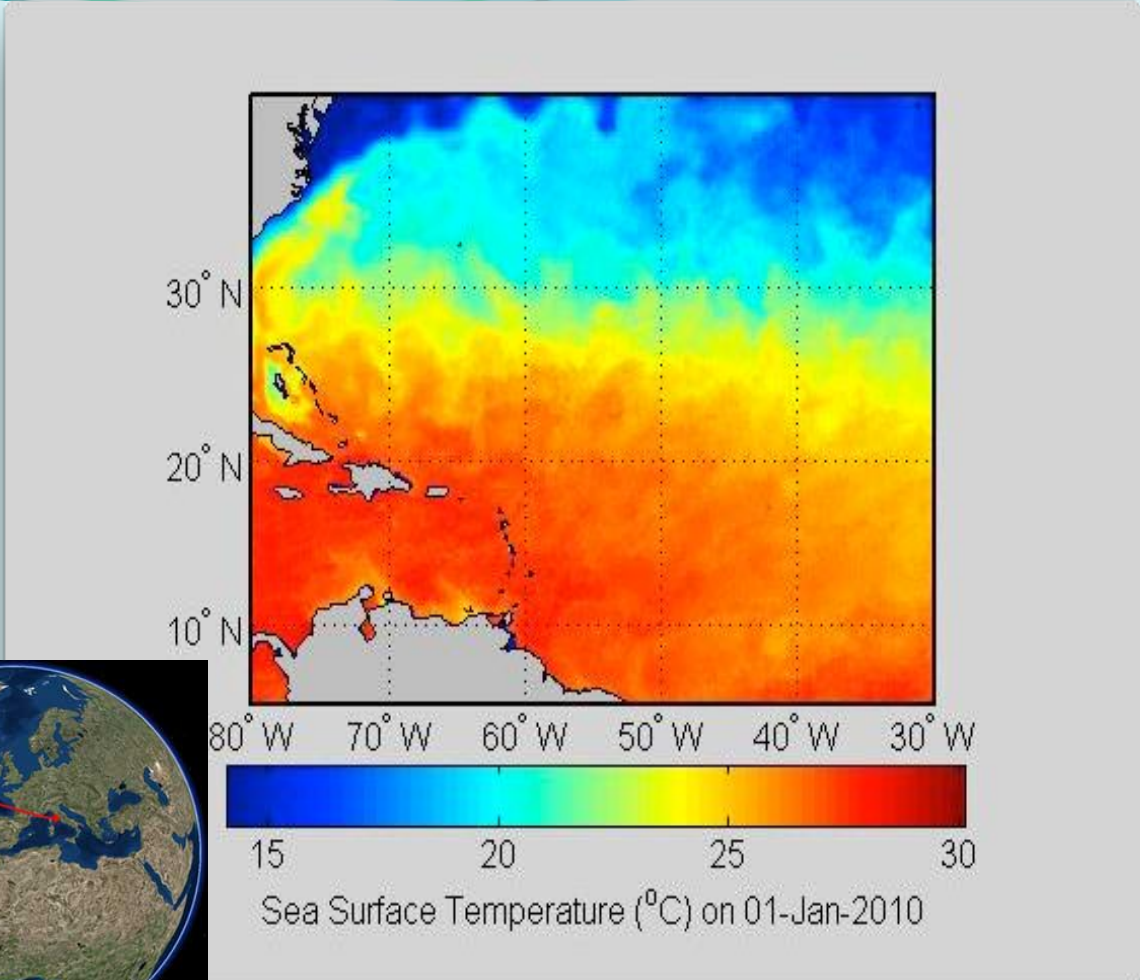 30° N
20° N
10° N
80° W 70° W 60° W 50° W 40° W 30° W
15 20 25 30
Sea Surface Temperature (⁰C) on 01-Jan-2010